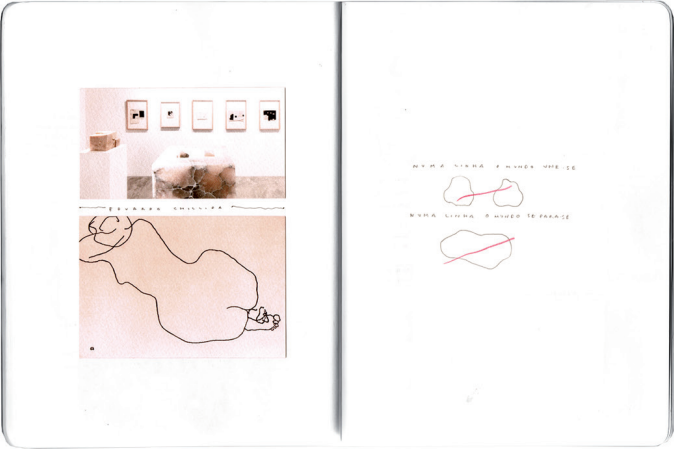 EDUARDO CHILLIDA
NUMA LINHA O MUNDO UNE-SE
NUMA LINHA O MUNDO SEPARA-SE